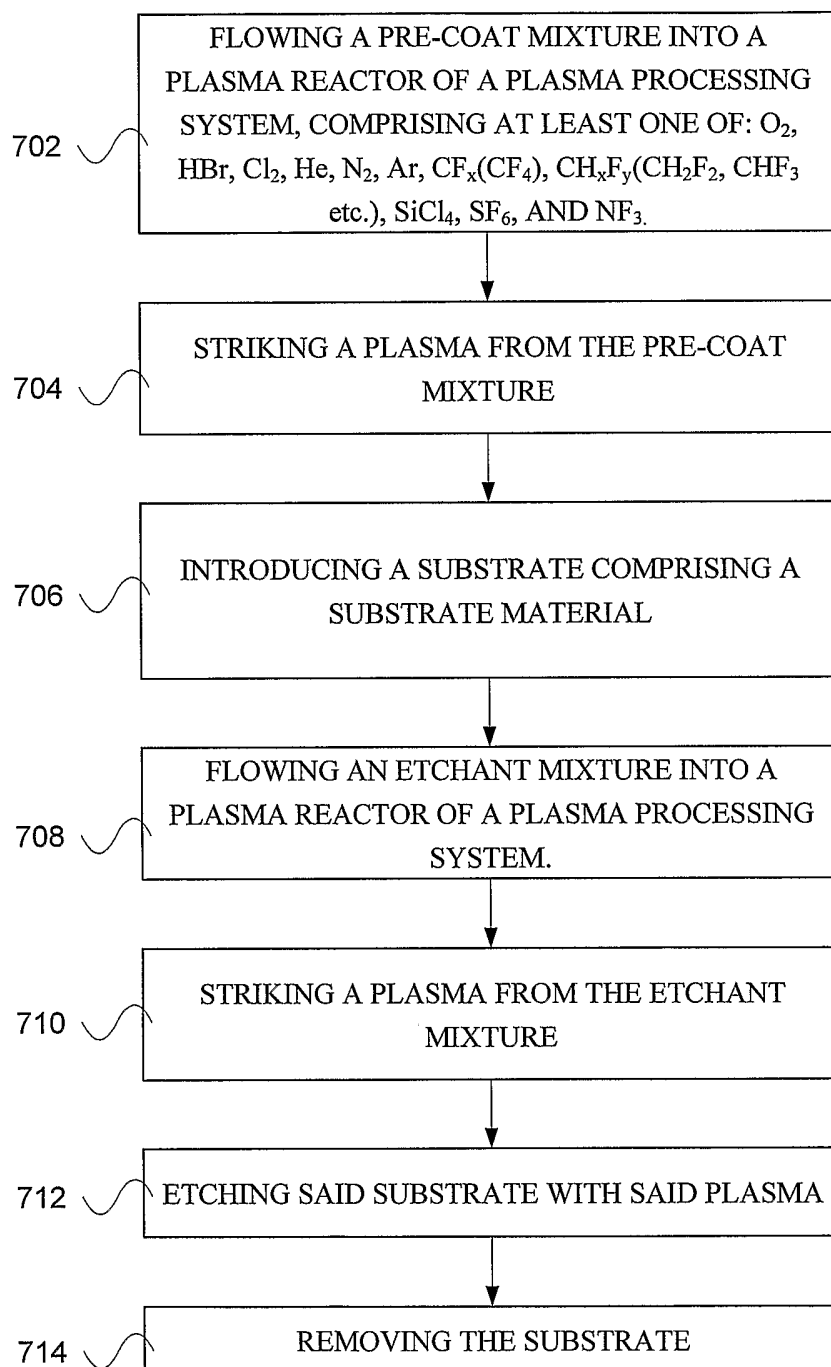 FLOWING A PRE-COAT MIXTURE INTO A
PLASMA REACTOR OF A PLASMA PROCESSING
SYSTEM, COMPRISING AT LEAST ONE OF: O₂,
702
HBr, Cl₂, He, N₂, Ar, CFₓ(CF₄), CHₓFᵧ(CH₂F₂, CHF₃
etc.), SiCl₄, SF₆, AND NF₃.
704
STRIKING A PLASMA FROM THE PRE-COAT
MIXTURE
706
INTRODUCING A SUBSTRATE COMPRISING A
SUBSTRATE MATERIAL
708
FLOWING AN ETCHANT MIXTURE INTO A
PLASMA REACTOR OF A PLASMA PROCESSING
SYSTEM.
710
STRIKING A PLASMA FROM THE ETCHANT
MIXTURE
712
ETCHING SAID SUBSTRATE WITH SAID PLASMA
714
REMOVING THE SUBSTRATE